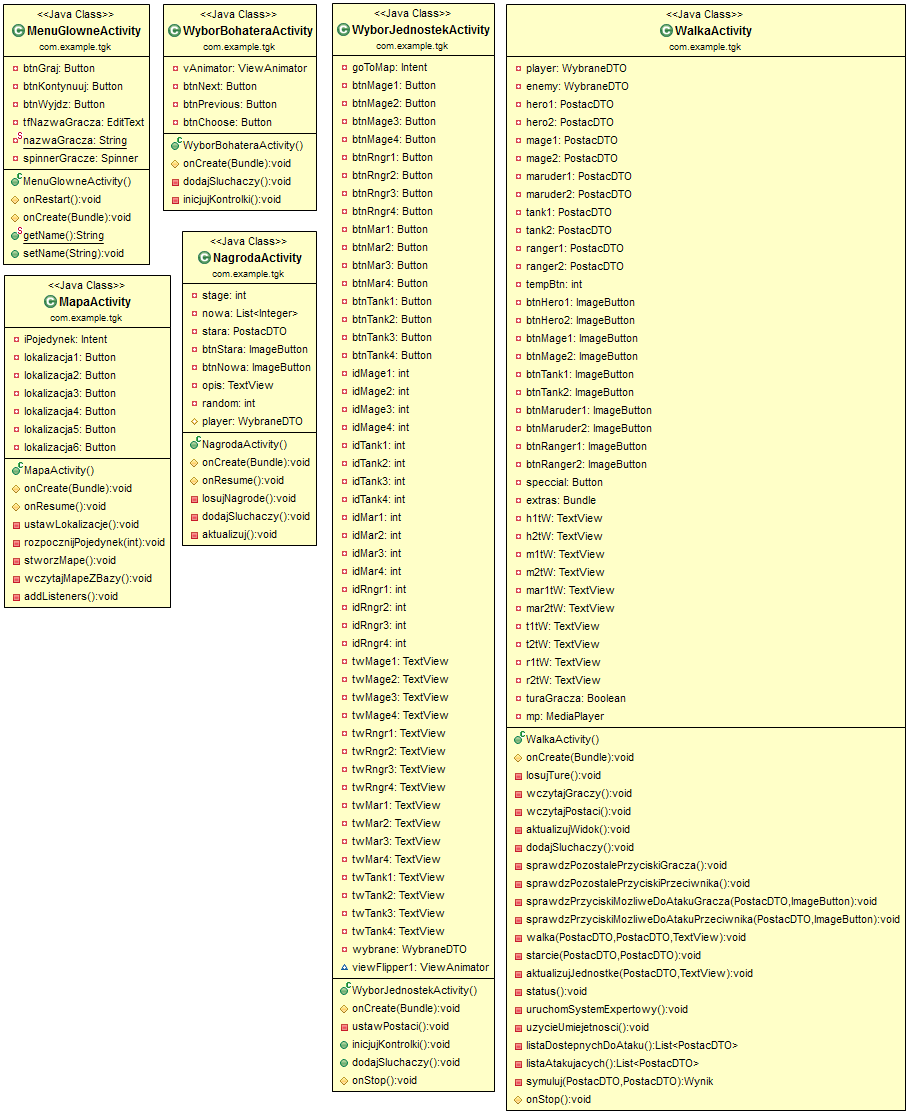 <<Java Class>>
MenuGlowneActivity
com.example.tgk
btnGraj: Button
btnKontynuuj: Button
btnWyjdz: Button
tfNazwaGracza: EditText
nazwaGracza: String
spinnerGracze: Spinner
MenuGlowneActivity()
onRestart():void
onCreate(Bundle):void
getName():String
setName(String):void
<<Java Class>>
WyborBohateraActivity
com.example.tgk
vAnimator: ViewAnimator
btnNext: Button
btnPrevious: Button
btnChoose: Button
WyborBohateraActivity()
onCreate(Bundle):void
dodajSluchaczy():void
inicjujKontrolki():void
<<Java Class>>
MapaActivity
com.example.tgk
iPojedynek: Intent
lokalizacja1: Button
lokalizacja2: Button
lokalizacja3: Button
lokalizacja4: Button
lokalizacja5: Button
lokalizacja6: Button
MapaActivity()
onCreate(Bundle):void
onResume():void
ustawLokalizacje():void
rozpocznijPojedynek(int):void
stworzMape():void
wczytajMapeZBazy():void
addListeners():void
<<Java Class>>
NagrodaActivity
com.example.tgk
stage: int
nowa: List<Integer>
stara: PostacDTO
btnStara: ImageButton
btnNowa: ImageButton
opis: TextView
random: int
player: WybraneDTO
NagrodaActivity()
onCreate(Bundle):void
onResume():void
losujNagrode():void
dodajSluchaczy():void
aktualizuj():void
<<Java Class>>
WyborJednostekActivity
com.example.tgk
goToMap: Intent
btnMage1: Button
btnMage2: Button
btnMage3: Button
btnMage4: Button
btnRngr1: Button
btnRngr2: Button
btnRngr3: Button
btnRngr4: Button
btnMar1: Button
btnMar2: Button
btnMar3: Button
btnMar4: Button
btnTank1: Button
btnTank2: Button
btnTank3: Button
btnTank4: Button
idMage1: int
idMage2: int
idMage3: int
idMage4: int
idTank1: int
idTank2: int
idTank3: int
idTank4: int
idMar1: int
idMar2: int
idMar3: int
idMar4: int
idRngr1: int
idRngr2: int
idRngr3: int
idRngr4: int
twMage1: TextView
twMage2: TextView
twMage3: TextView
twMage4: TextView
twRngr1: TextView
twRngr2: TextView
twRngr3: TextView
twRngr4: TextView
twMar1: TextView
twMar2: TextView
twMar3: TextView
twMar4: TextView
twTank1: TextView
twTank2: TextView
twTank3: TextView
twTank4: TextView
wybrane: WybraneDTO
viewFlipper1: ViewAnimator
WyborJednostekActivity()
onCreate(Bundle):void
ustawPostaci():void
inicjujKontrolki():void
dodajSluchaczy():void
onStop():void
<<Java Class>>
WalkaActivity
com.example.tgk
player: WybraneDTO
enemy: WybraneDTO
hero1: PostacDTO
hero2: PostacDTO
mage1: PostacDTO
mage2: PostacDTO
maruder1: PostacDTO
maruder2: PostacDTO
tank1: PostacDTO
tank2: PostacDTO
ranger1: PostacDTO
ranger2: PostacDTO
tempBtn: int
btnHero1: ImageButton
btnHero2: ImageButton
btnMage1: ImageButton
btnMage2: ImageButton
btnTank1: ImageButton
btnTank2: ImageButton
btnMaruder1: ImageButton
btnMaruder2: ImageButton
btnRanger1: ImageButton
btnRanger2: ImageButton
speccial: Button
extras: Bundle
h1tW: TextView
h2tW: TextView
m1tW: TextView
m2tW: TextView
mar1tW: TextView
mar2tW: TextView
t1tW: TextView
t2tW: TextView
r1tW: TextView
r2tW: TextView
turaGracza: Boolean
mp: MediaPlayer
WalkaActivity()
onCreate(Bundle):void
losujTure():void
wczytajGraczy():void
wczytajPostaci():void
aktualizujWidok():void
dodajSluchaczy():void
sprawdzPozostalePrzyciskiGracza():void
sprawdzPozostalePrzyciskiPrzeciwnika():void
sprawdzPrzyciskiMozliweDoAtakuGracza(PostacDTO,ImageButton):void
sprawdzPrzyciskiMozliweDoAtakuPrzeciwnika(PostacDTO,ImageButton):void
walka(PostacDTO,PostacDTO,TextView):void
starcie(PostacDTO,PostacDTO):void
aktualizujJednostke(PostacDTO,TextView):void
status():void
uruchomSystemExpertowy():void
uzycieUmiejetnosci():void
listaDostepnychDoAtaku():List<PostacDTO>
listaAtakujacych():List<PostacDTO>
symuluj(PostacDTO,PostacDTO):Wynik
onStop():void